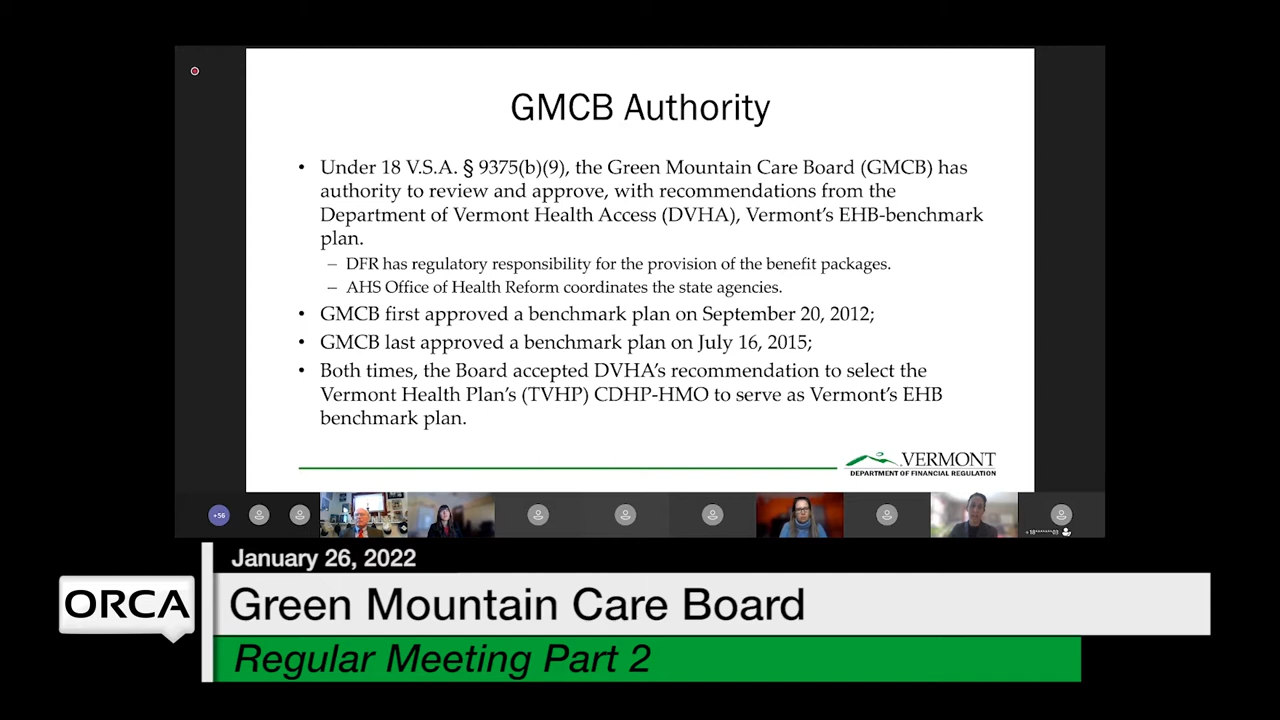 GMCB Authority
• Under 18 V.S.A. § 9375(b)(9), the Green Mountain Care Board (GMCB) has
authority to review and approve, with recommendations from the
Department of Vermont Health Access (DVHA), Vermont's EHB-benchmark
plan.
– DFR has regulatory responsibility for the provision of the benefit packages.
– AHS Office of Health Reform coordinates the state agencies.
• GMCB first approved a benchmark plan on September 20, 2012;
• GMCB last approved a benchmark plan on July 16, 2015;
• Both times, the Board accepted DVHA's recommendation to select the
Vermont Health Plan's (TVHP) CDHP-HMO to serve as Vermont's EHB
benchmark plan.
VERMONT
DEPARTMENT OF FINANCIAL REGULATION
+56
January 26, 2022
ORCA
Green Mountain Care Board
Regular Meeting Part 2